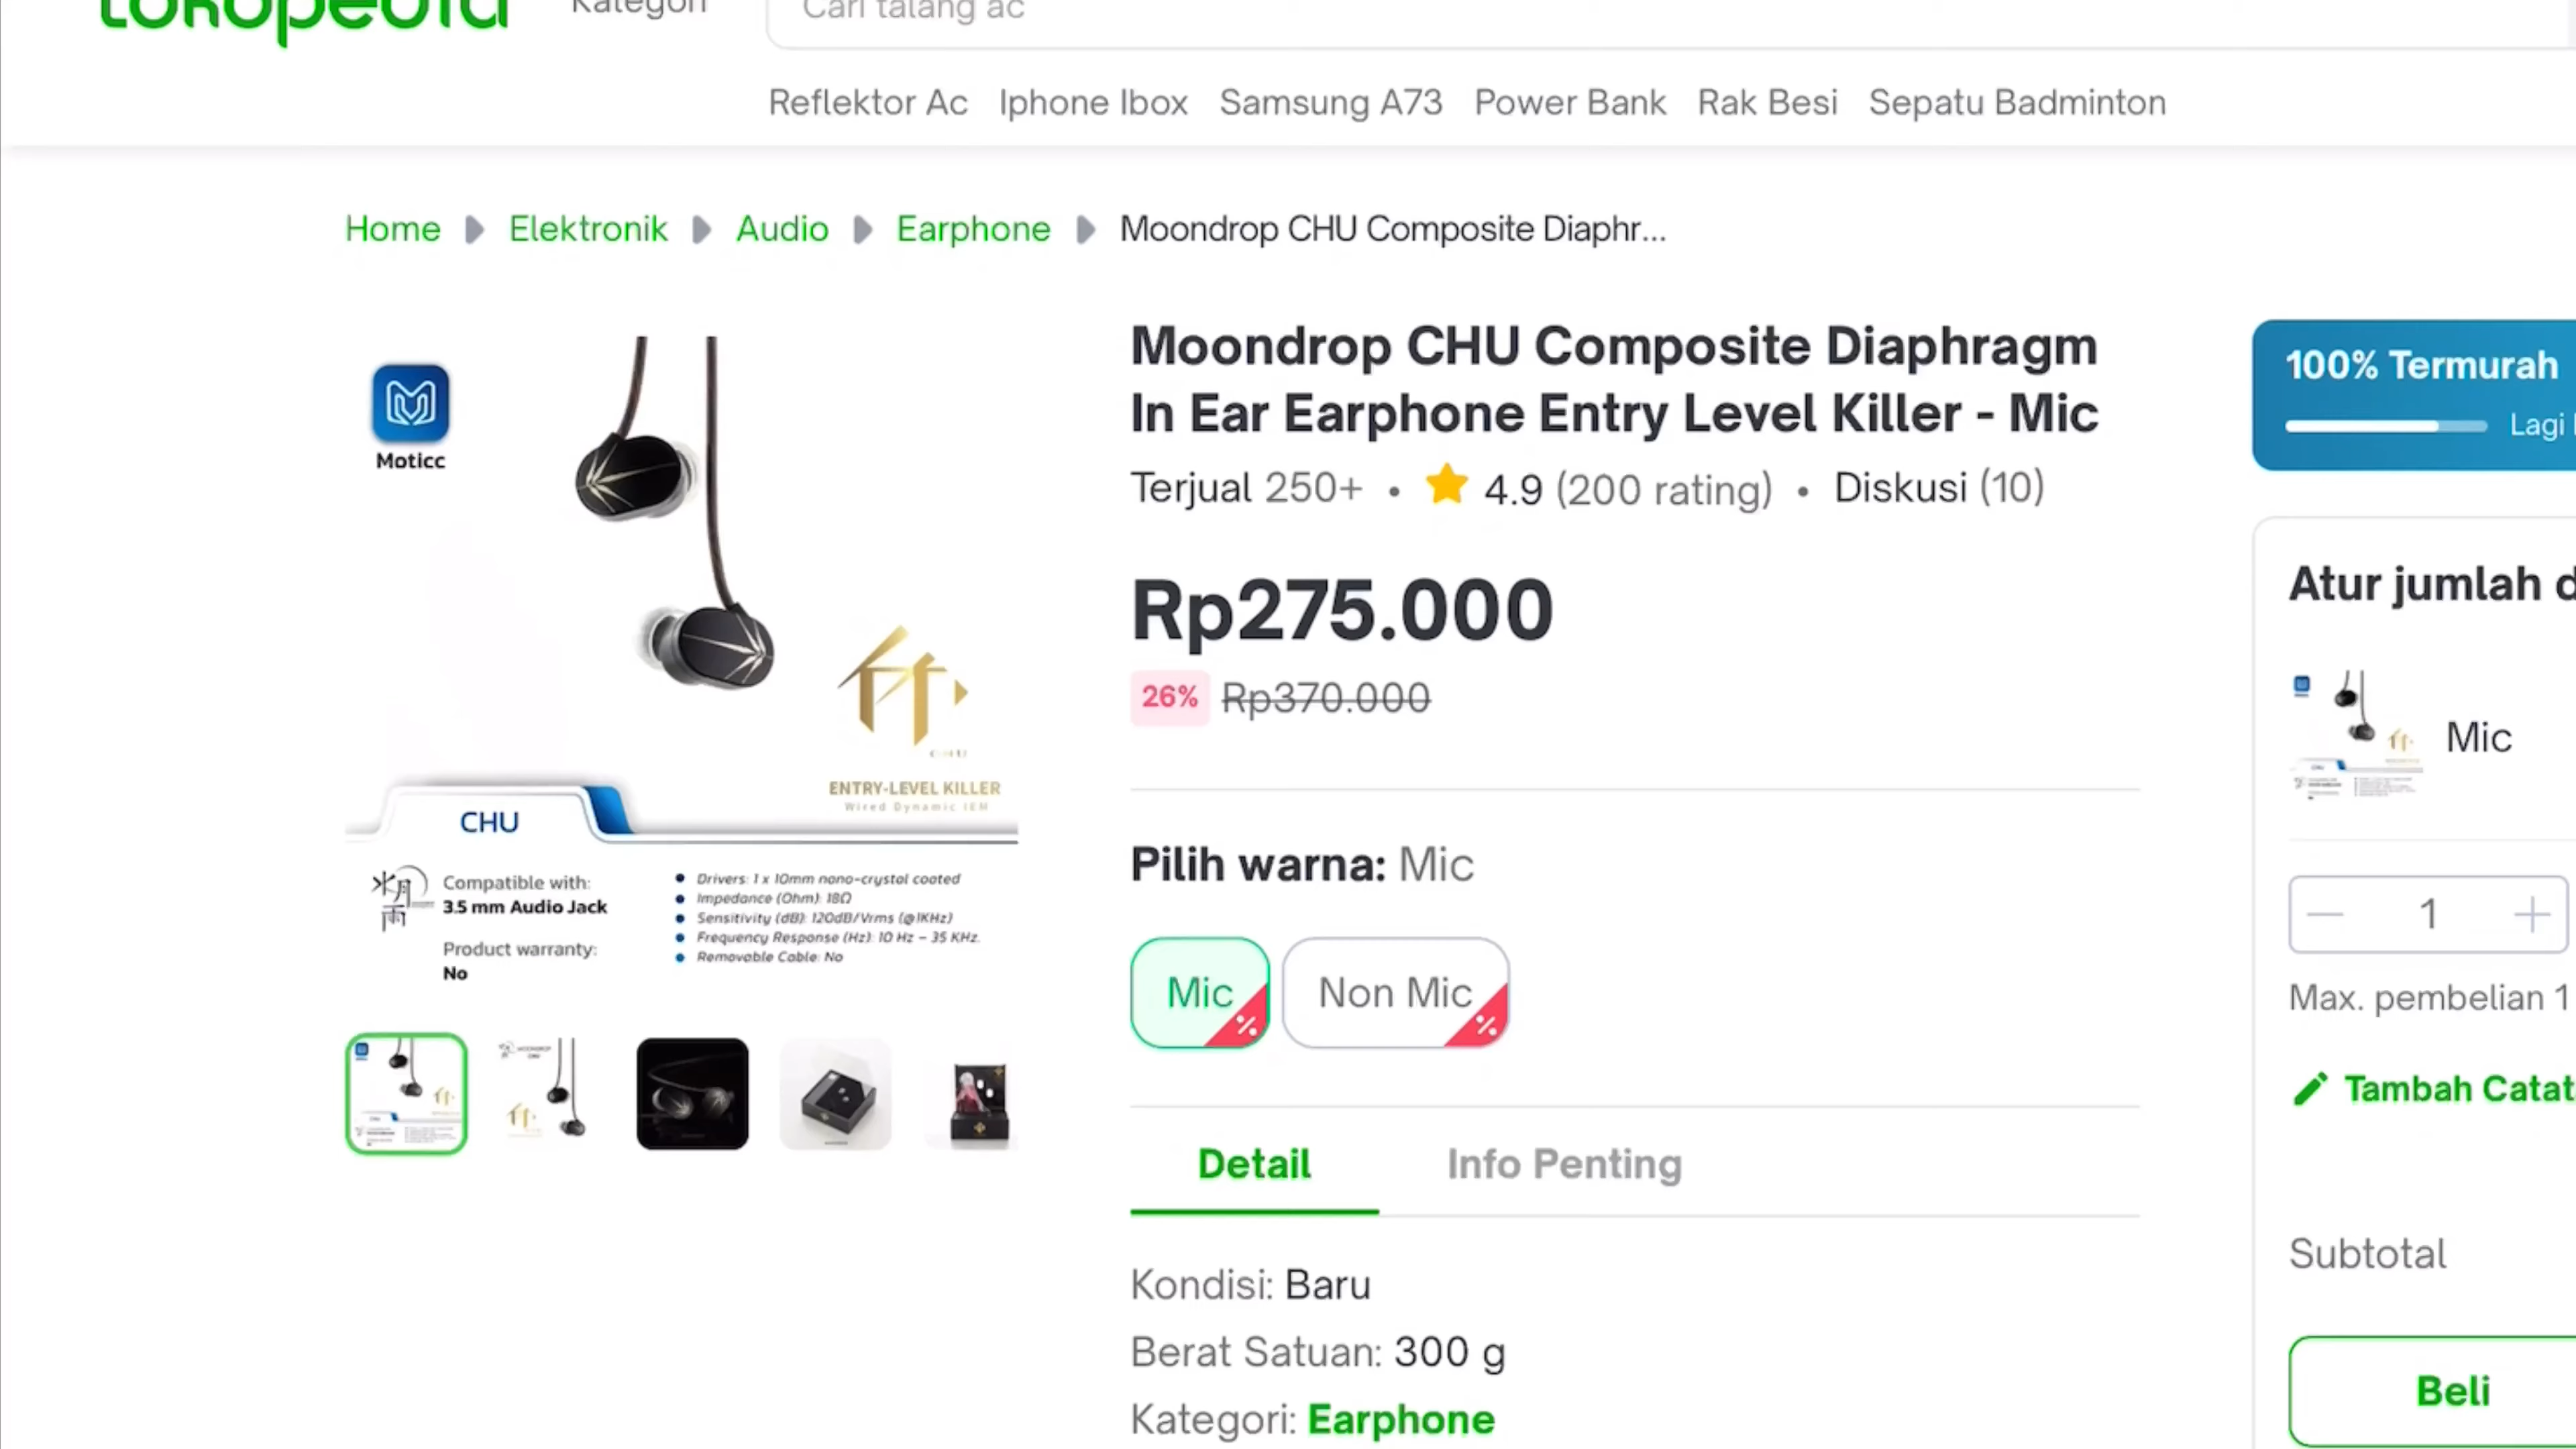 tokopedia
Kategori
Cari talang ac
Reflektor Ac Iphone Ibox Samsung A73 Power Bank Rak Besi Sepatu Badminton
Home Elektronik Audio Earphone Moondrop CHU Composite Diaphr...
Moticc
CHU
ENTRY-LEVEL KILLER
Wired Dynamic IEM
CHU
水月雨
Compatible with:
3.5 mm Audio Jack
Product warranty:
No
Drivers: 1 x 10mm nano-crystal coated
Impedance (Ohm): 18Ω
Sensitivity (dB): 120dB/Vrms (@1KHz)
Frequency Response (Hz): 10 Hz – 35 KHz.
Removable Cable: No
Moondrop CHU Composite Diaphragm
In Ear Earphone Entry Level Killer - Mic
Terjual 250+ • 4.9 (200 rating) • Diskusi (10)
Rp275.000
26% Rp370.000
Pilih warna: Mic
Mic Non Mic
Detail Info Penting
Kondisi: Baru
Berat Satuan: 300 g
Kategori: Earphone
100% Termurah
Lagi
Atur jumlah d
Mic
1
Max. pembelian 1
Tambah Catat
Subtotal
Beli